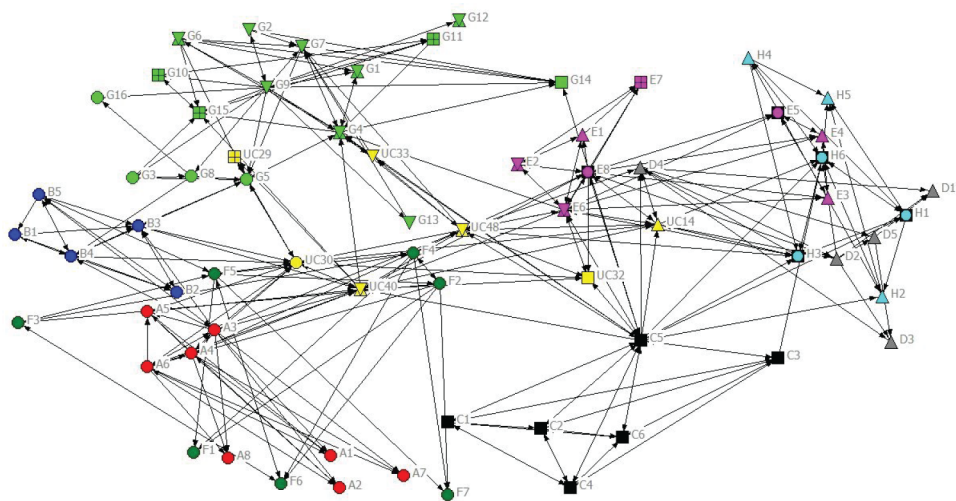 G12
G2
G6
G7
G11
H4
G10
G1
G9
G14
E7
G16
H5
G15
E5
G4
E1
E4
UC29
UC33
H6
E2
D4
E8
G3
G8
G5
D1
B5
E3
E6
H1
B3
G13
UC14
B1
UC48
D5
B4
F4
H3
D2
UC30
F5
UC32
F2
B2
UC40
H2
A5
F3
A3
C5
D3
A4
C3
A6
C1
C2
C6
F1
A8
A1
A7
F6
A2
C4
F7